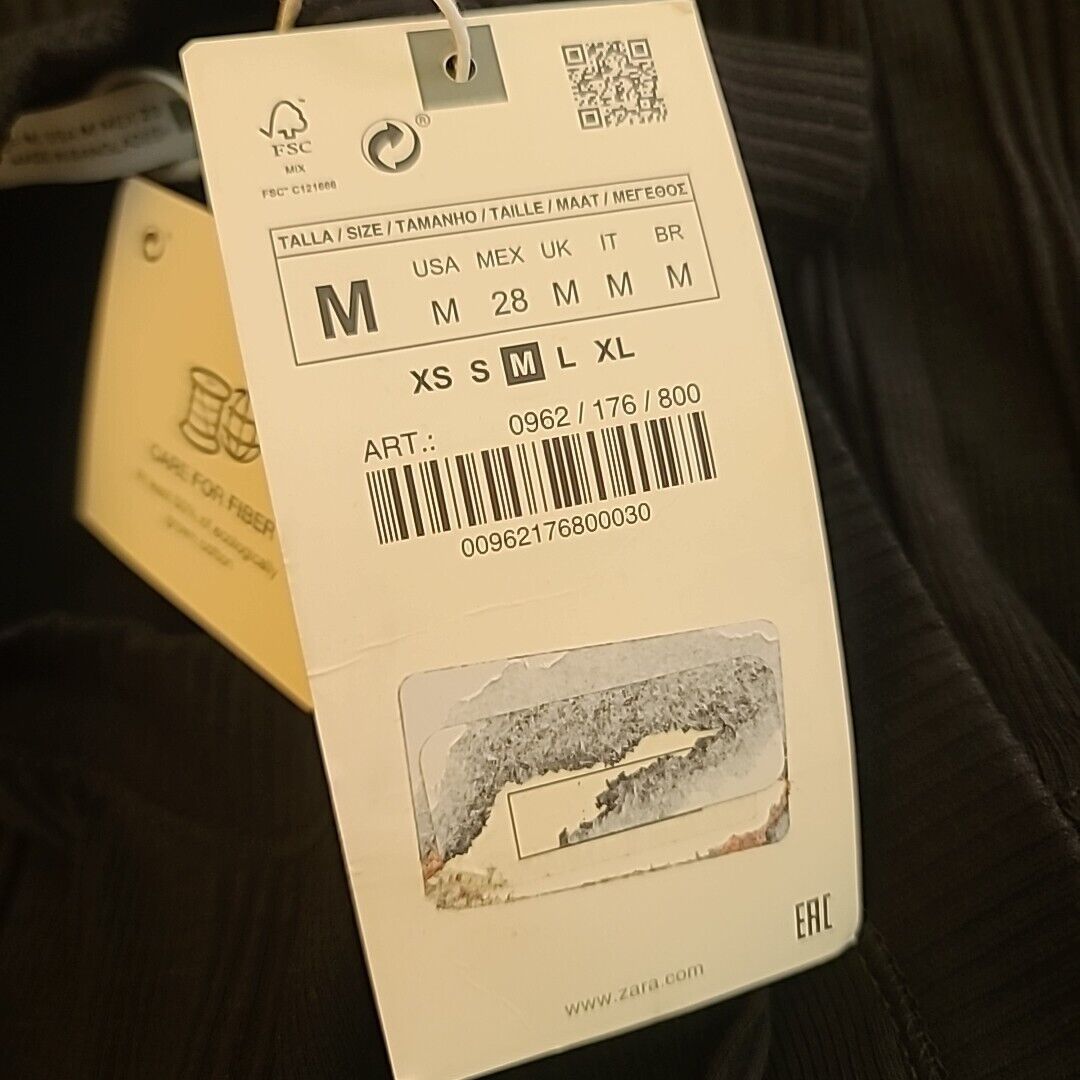 FSC
MIX
FSC™ C121666
®
TALLA / SIZE / TAMANHO / TAILLE / MAAT / ΜΕΓΕΘΟΣ
M
USA MEX UK IT BR
M 28 M M M
XS S M L XL
ART.: 0962 / 176 / 800
00962176800030
EAC
www.zara.com
CARE FOR FIBER